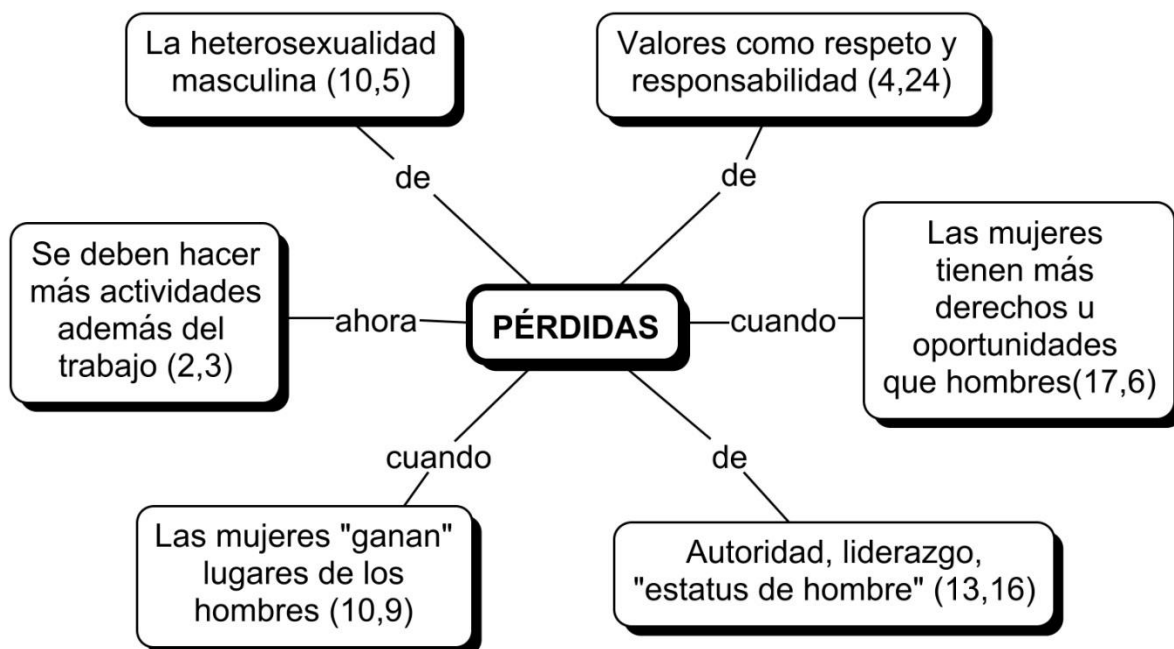 La heterosexualidad
masculina (10,5)
Valores como respeto y
responsabilidad (4,24)
de
de
Se deben hacer
más actividades
además del
trabajo (2,3)
ahora
PÉRDIDAS
cuando
Las mujeres
tienen más
derechos u
oportunidades
que hombres(17,6)
cuando
de
Las mujeres "ganan"
lugares de los
hombres (10,9)
Autoridad, liderazgo,
"estatus de hombre" (13,16)